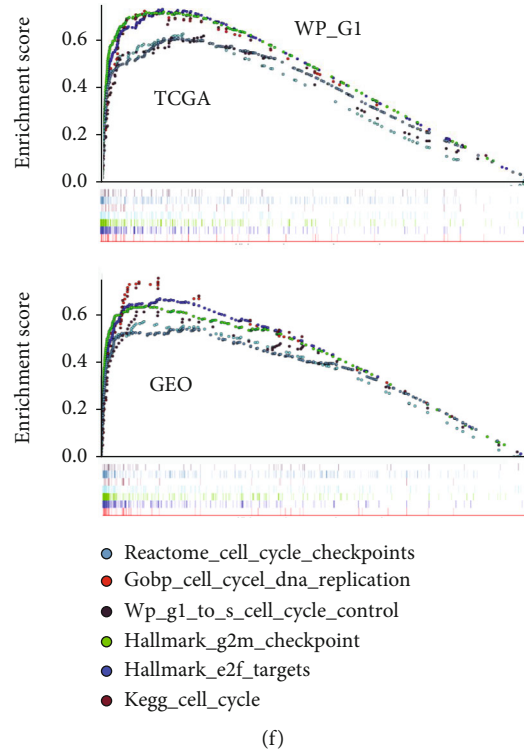 Enrichment score
0.6
0.4
0.2
0.0
WP_G1
TCGA
Enrichment score
0.6
0.4
0.2
0.0
GEO
Reactome_cell_cycle_checkpoints
Gobp_cell_cycel_dna_replication
Wp_g1_to_s_cell_cycle_control
Hallmark_g2m_checkpoint
Hallmark_e2f_targets
Kegg_cell_cycle
(f)